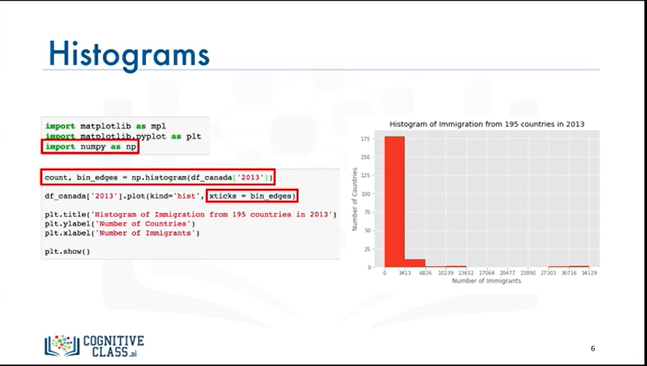 Histograms
import matplotlib as mpl
import matplotlib.pyplot as plt
import numpy as np
count, bin_edges = np.histogram(df_canada['2013'])
df_canada['2013'].plot(kind='hist', xticks = bin_edges)
plt.title('Histogram of Immigration from 195 countries in 2013')
plt.ylabel('Number of Countries')
plt.xlabel('Number of Immigrants')
plt.show()
Histogram of Immigration from 195 countries in 2013
Number of Countries
175
150
125
100
75
50
25
0
0 3413 6826 10239 13652 17064 20477 23890 27303 30716 34129
Number of Immigrants
COGNITIVE
CLASS.ai
6